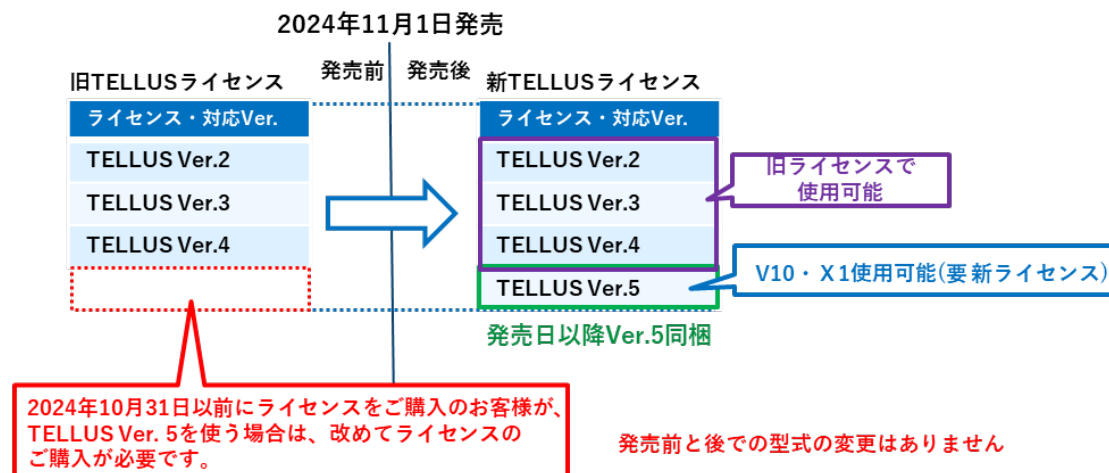 2024年11月1日発売
発売前
発売後
旧TELLUSライセンス
ライセンス・対応Ver.
TELLUS Ver.2
TELLUS Ver.3
TELLUS Ver.4
新TELLUSライセンス
ライセンス・対応Ver.
TELLUS Ver.2
TELLUS Ver.3
TELLUS Ver.4
TELLUS Ver.5
旧ライセンスで
使用可能
V10・X1使用可能(要新ライセンス)
発売日以降Ver.5同梱
2024年10月31日以前にライセンスをご購入のお客様が、
TELLUS Ver. 5を使う場合は、改めてライセンスの
ご購入が必要です。
発売前と後での型式の変更はありません